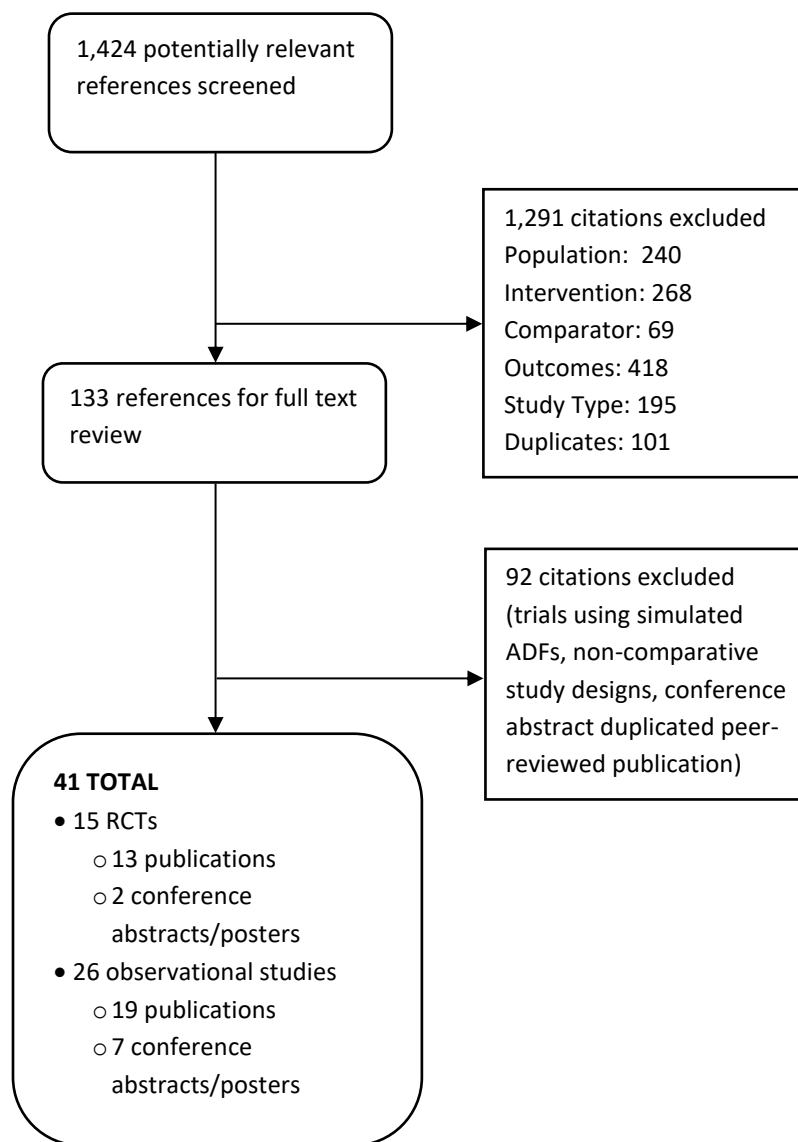 1,424 potentially relevant
references screened
1,291 citations excluded
Population:  240
Intervention: 268
Comparator: 69
Outcomes: 418
Study Type: 195
Duplicates: 101
133 references for full text
review
92 citations excluded
(trials using simulated
ADFs, non-comparative
study designs, conference
abstract duplicated peer-
reviewed publication)
41 TOTAL
• 15 RCTs
o 13 publications
o 2 conference
abstracts/posters
• 26 observational studies
o 19 publications
o 7 conference
abstracts/posters